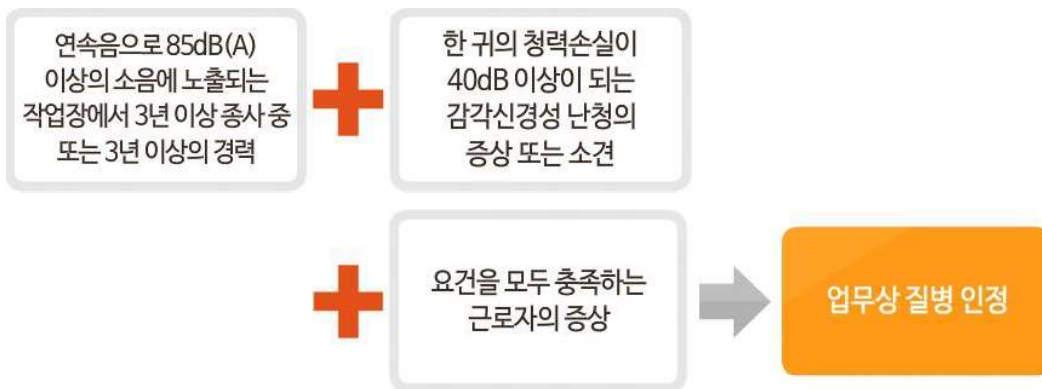 연속음으로 85dB(A)
이상의 소음에 노출되는
작업장에서 3년 이상 종사 중
또는 3년 이상의 경력
한 귀의 청력손실이
40dB 이상이 되는
감각신경성 난청의
증상 또는 소견
요건을 모두 충족하는
근로자의 증상
업무상 질병 인정